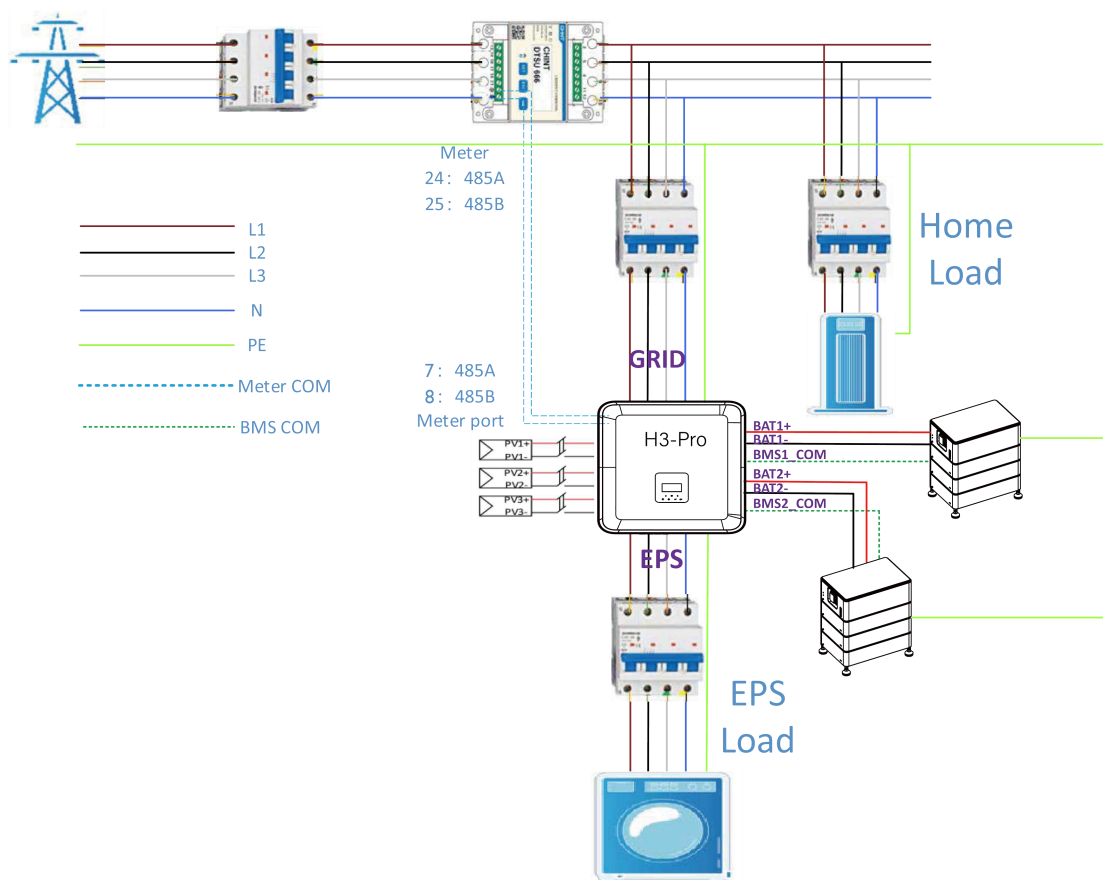 CHINT
DTSU 666
Meter
24： 485A
25： 485B
Home
Load
L1
L2
L3
N
PE
Meter COM
BMS COM
GRID
7： 485A
8： 485B
Meter port
H3-Pro
PV1+
PV1-
PV2+
PV2-
PV3+
PV3-
BAT1+
BAT1-
BMS1_COM
BAT2+
BAT2-
BMS2_COM
EPS
EPS
Load